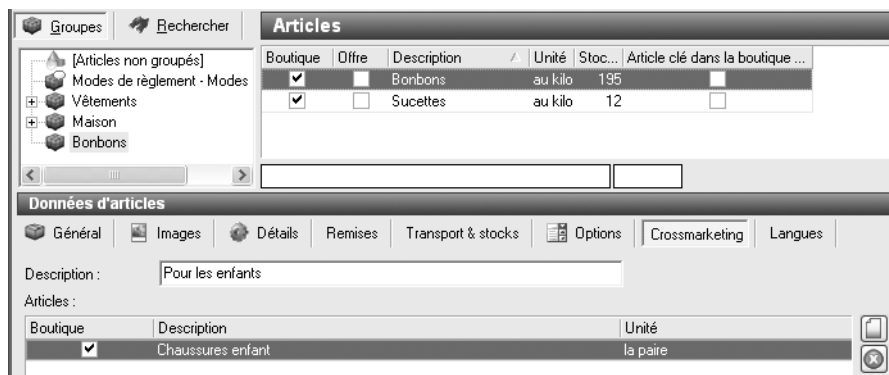 Groupes Rechercher Articles
[Articles non groupés]
Modes de règlement - Modes
Vêtements
Maison
Bonbons
Boutique Offre Description Unité Stoc... Article clé dans la boutique ...
Bonbons au kilo 195
Sucettes au kilo 12
Données d'articles
Général Images Détails Remises Transport & stocks Options Crossmarketing Langues
Description : Pour les enfants
Articles :
Boutique Description Unité
Chaussures enfant la paire